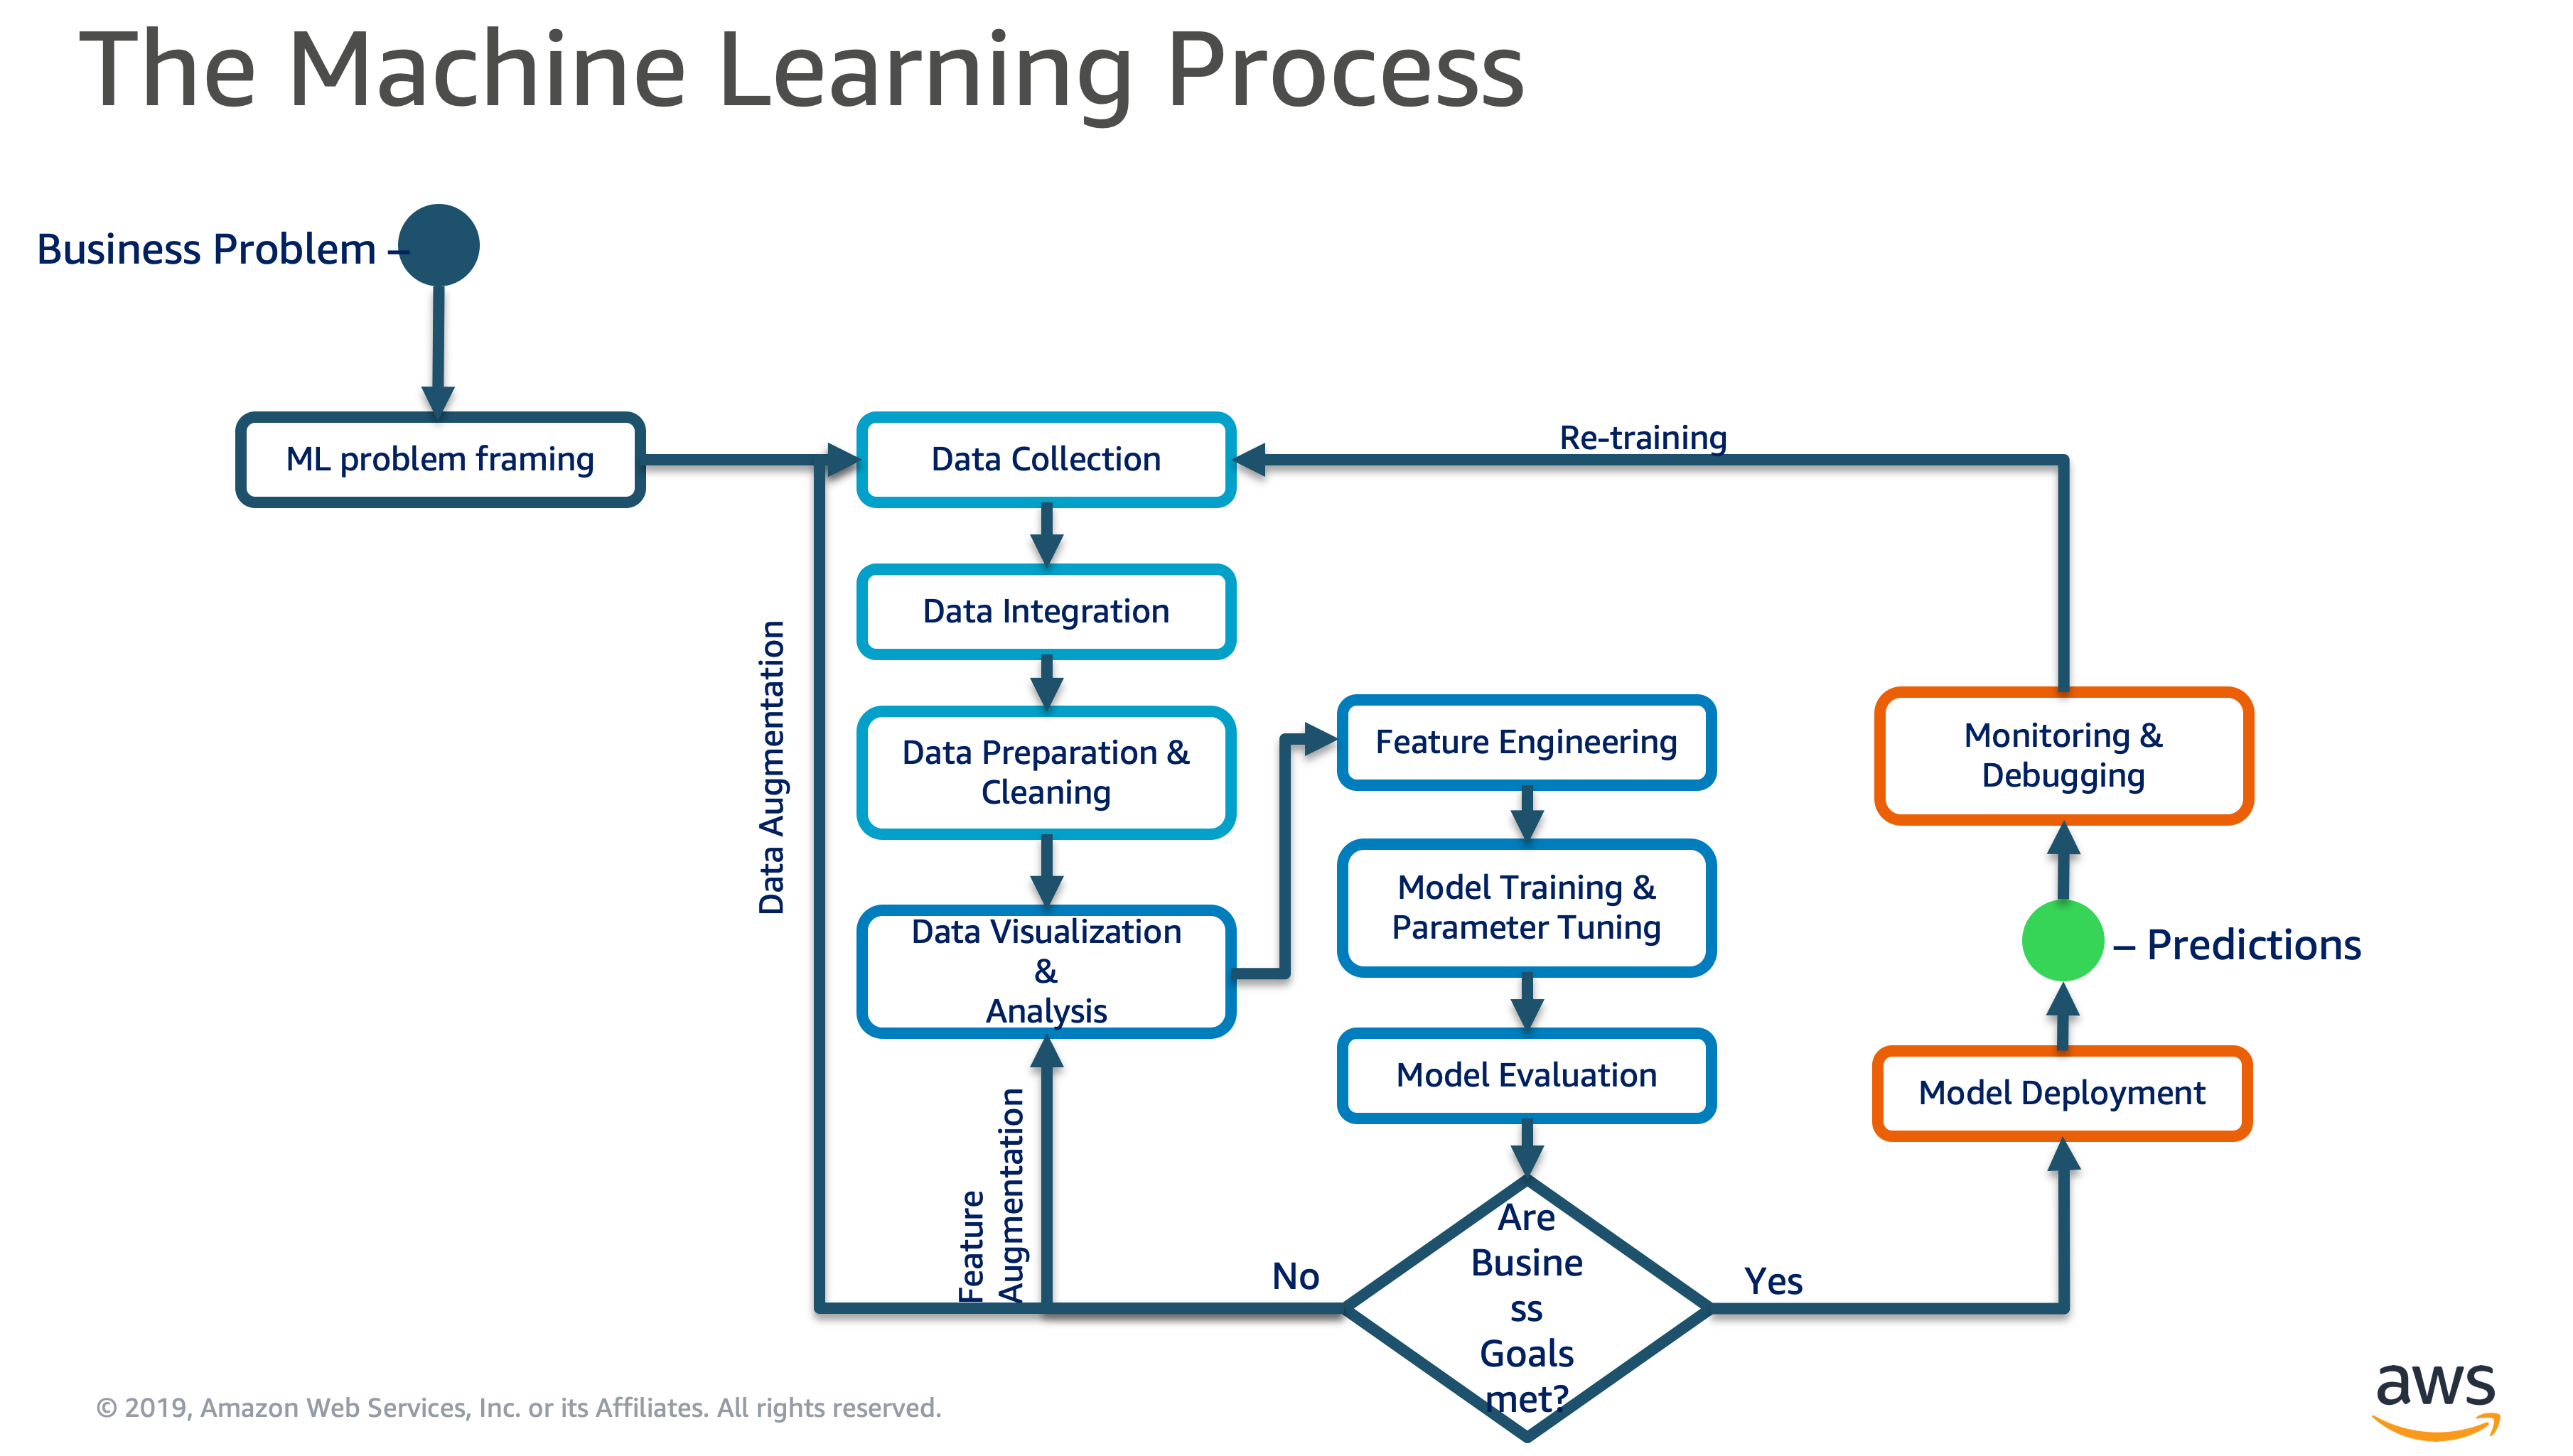 The Machine Learning Process
Business Problem –
ML problem framing
Data Collection
Re-training
Data Integration
Data Augmentation
Data Preparation &
Cleaning
Data Visualization
&
Analysis
Feature
Augmentation
Feature Engineering
Model Training &
Parameter Tuning
Model Evaluation
Are
Busine
ss
Goals
met?
No
Yes
Monitoring &
Debugging
– Predictions
Model Deployment
© 2019, Amazon Web Services, Inc. or its Affiliates. All rights reserved.
aws